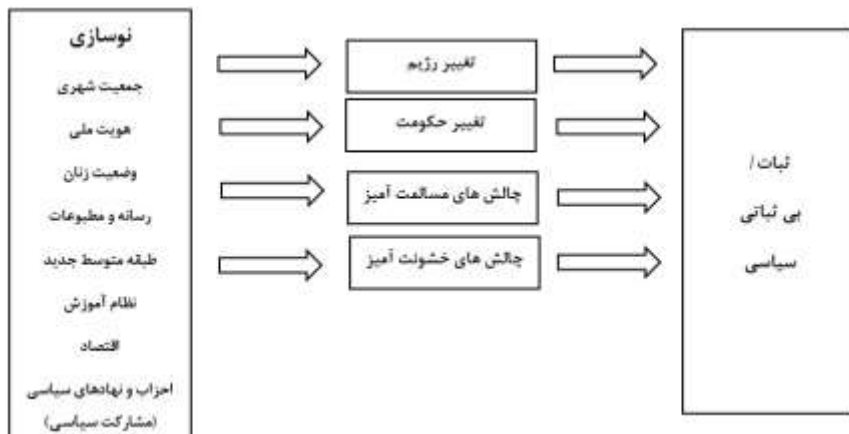 نوسازی
جمعیت شهری
هویت ملی
وضعیت زنان
رسانه و مطبوعات
طبقه متوسط جدید
نظام آموزش
اقتصاد
احزاب و نهادهای سیاسی
(مشارکت سیاسی)
تغییر رژیم
تغییر حکومت
چالش های مسالمت آمیز
چالش های خشونت آمیز
ثبات /
بی ثباتی
سیاسی